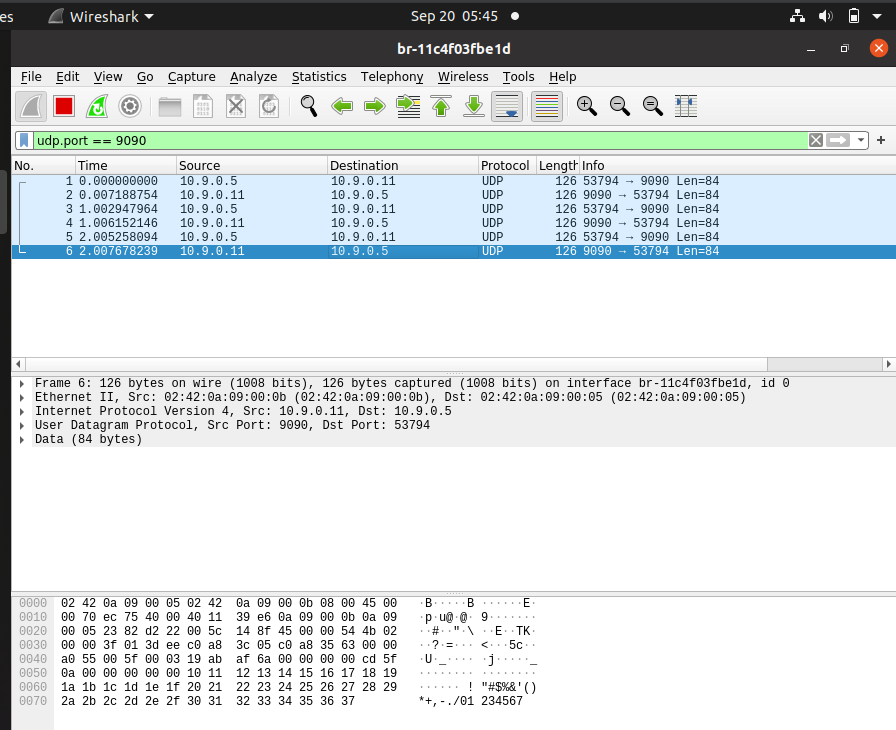 es Wireshark Sep 20 05:45
br-11c4f03fbe1d
File Edit View Go Capture Analyze Statistics Telephony Wireless Tools Help
udp.port == 9090
No. Time Source Destination Protocol Length Info
1 0.000000000 10.9.0.5 10.9.0.11 UDP 126 53794 → 9090 Len=84
2 0.007188754 10.9.0.11 10.9.0.5 UDP 126 9090 → 53794 Len=84
3 1.002947964 10.9.0.5 10.9.0.11 UDP 126 53794 → 9090 Len=84
4 1.006152146 10.9.0.11 10.9.0.5 UDP 126 9090 → 53794 Len=84
5 2.005258094 10.9.0.5 10.9.0.11 UDP 126 53794 → 9090 Len=84
6 2.007678239 10.9.0.11 10.9.0.5 UDP 126 9090 → 53794 Len=84
Frame 6: 126 bytes on wire (1008 bits), 126 bytes captured (1008 bits) on interface br-11c4f03fbe1d, id 0
Ethernet II, Src: 02:42:0a:09:00:0b (02:42:0a:09:00:0b), Dst: 02:42:0a:09:00:05 (02:42:0a:09:00:05)
Internet Protocol Version 4, Src: 10.9.0.11, Dst: 10.9.0.5
User Datagram Protocol, Src Port: 9090, Dst Port: 53794
Data (84 bytes)
0000 02 42 0a 09 00 05 02 42 0a 09 00 0b 08 00 45 00 ·B·····B ······E·
0010 00 70 ec 75 40 00 40 11 39 e6 0a 09 00 0b 0a 09 ·p·u@·@· 9·······
0020 00 05 23 82 d2 22 00 5c 14 8f 45 00 00 54 4b 02 ··#··"·\ ··E··TK·
0030 00 00 3f 01 3d ee c0 a8 3c 05 c0 a8 35 63 00 00 ··?·=··· <···5c··
0040 a0 55 00 5f 00 03 19 ab af 6a 00 00 00 00 cd 5f ·U·_···· ·j·····_
0050 0a 00 00 00 00 00 10 11 12 13 14 15 16 17 18 19 ········ ········
0060 1a 1b 1c 1d 1e 1f 20 21 22 23 24 25 26 27 28 29 ······ ! "#$%&'()
0070 2a 2b 2c 2d 2e 2f 30 31 32 33 34 35 36 37 *+,-./01 234567